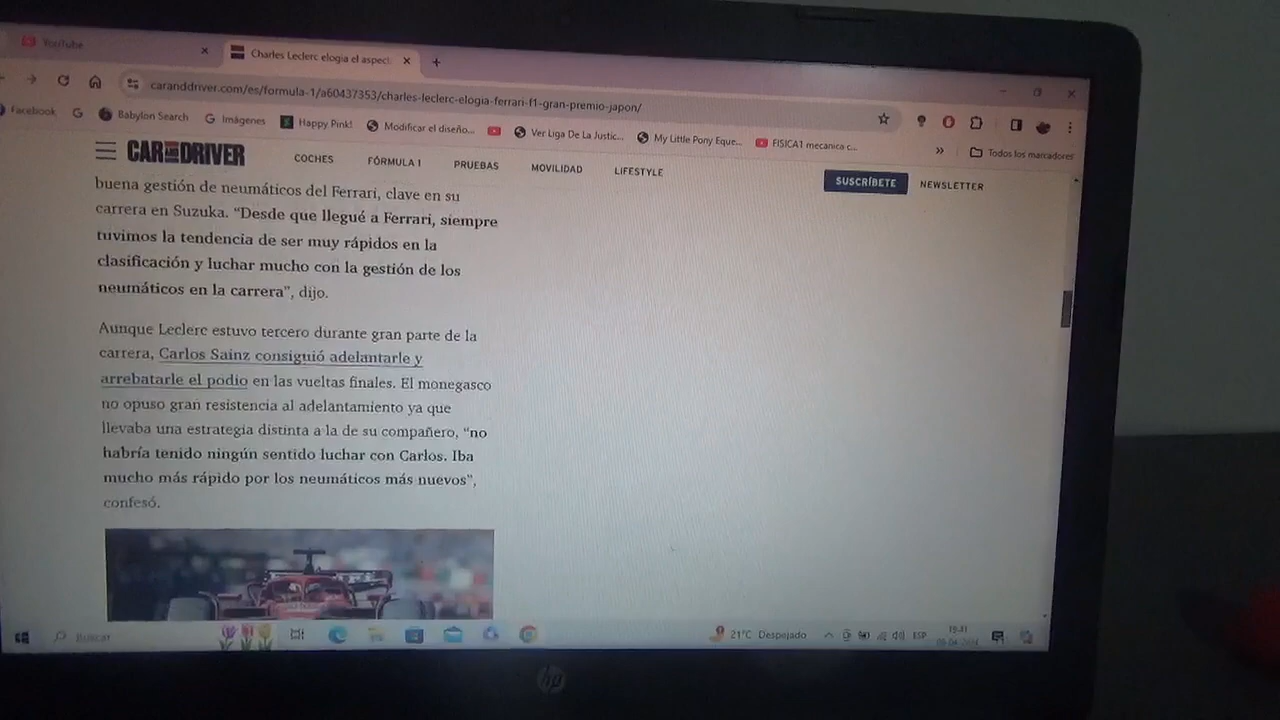 YouTube
Charles Leclerc elogia el aspect
caranddriver.com/es/formula-1/a60437353/charles-leclerc-elogia-ferrari-f1-gran-premio-japon/
Facebook
Babylon Search
Imágenes
Happy Pink!
Modificar el diseño...
Ver Liga De La Justic...
My Little Pony Eque...
FISICA1 mecanica c...
»
Todos los marcadores
CAR AND DRIVER
COCHES
FÓRMULA 1
PRUEBAS
MOVILIDAD
LIFESTYLE
SUSCRÍBETE
NEWSLETTER
buena gestión de neumáticos del Ferrari, clave en su
carrera en Suzuka. “Desde que llegué a Ferrari, siempre
tuvimos la tendencia de ser muy rápidos en la
clasificación y luchar mucho con la gestión de los
neumáticos en la carrera”, dijo.
Aunque Leclerc estuvo tercero durante gran parte de la
carrera, Carlos Sainz consiguió adelantarle y
arrebatarle el podio en las vueltas finales. El monegasco
no opuso gran resistencia al adelantamiento ya que
llevaba una estrategia distinta a la de su compañero, “no
habría tenido ningún sentido luchar con Carlos. Iba
mucho más rápido por los neumáticos más nuevos”,
confesó.
Buscar
21°C Despejado
ESP
19:41
hp